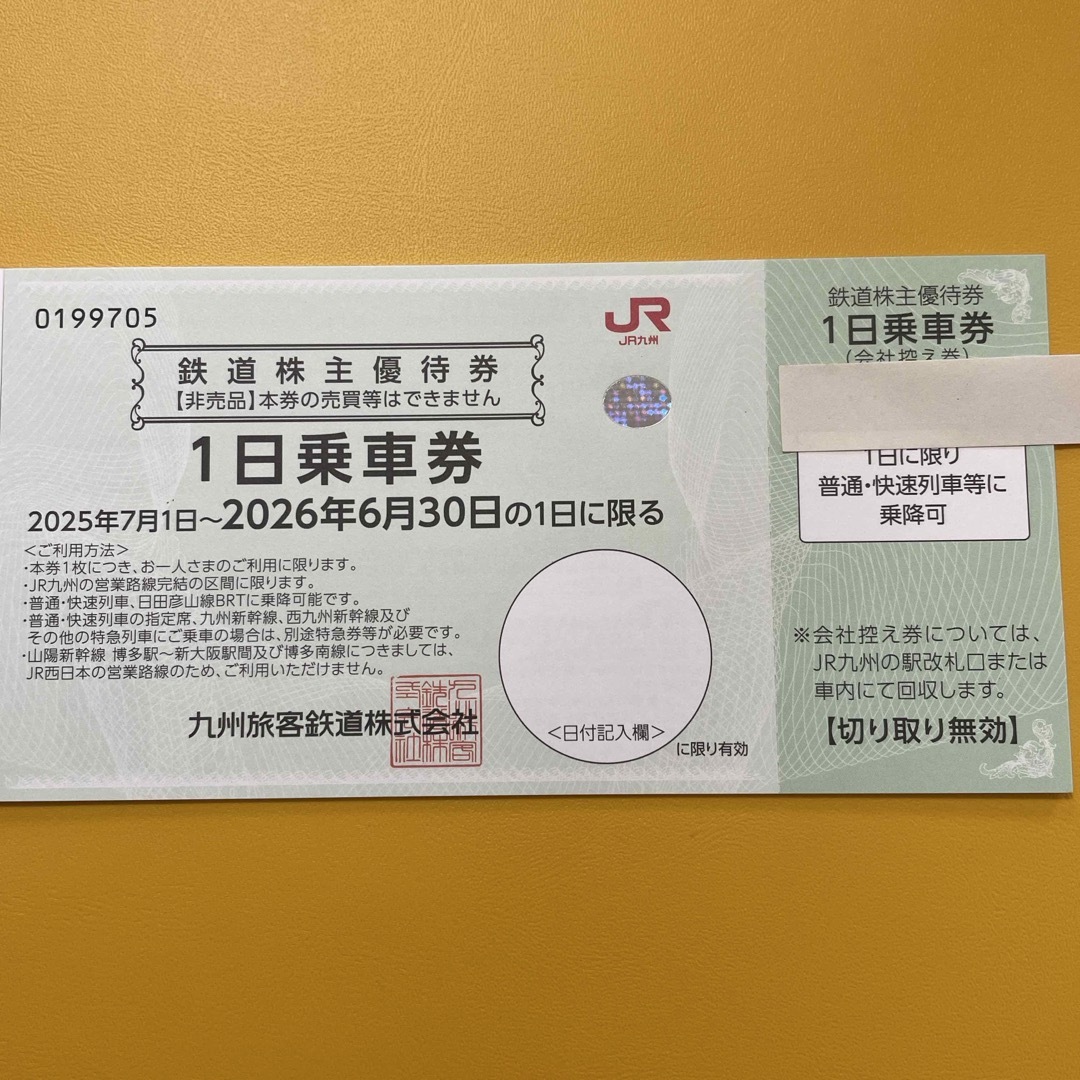 0199705
JR
JR九州
鉄道株主優待券
【非売品】本券の売買等はできません
1日乗車券
2025年7月1日～2026年6月30日の1日に限る
＜ご利用方法＞
・本券1枚につき、お一人さまのご利用に限ります。
・JR九州の営業路線完結の区間に限ります。
・普通・快速列車、日田彦山線BRTに乗降可能です。
・普通・快速列車の指定席、九州新幹線、西九州新幹線及び
その他の特急列車にご乗車の場合は、別途特急券等が必要です。
・山陽新幹線 博多駅～新大阪駅間及び博多南線につきましては、
JR西日本の営業路線のため、ご利用いただけません。
九州旅客鉄道株式会社
＜日付記入欄＞
に限り有効
鉄道株主優待券
1日乗車券
(会社控え券)
1日に限り
普通・快速列車等に
乗降可
※会社控え券については、
JR九州の駅改札口または
車内にて回収します。
【切り取り無効】